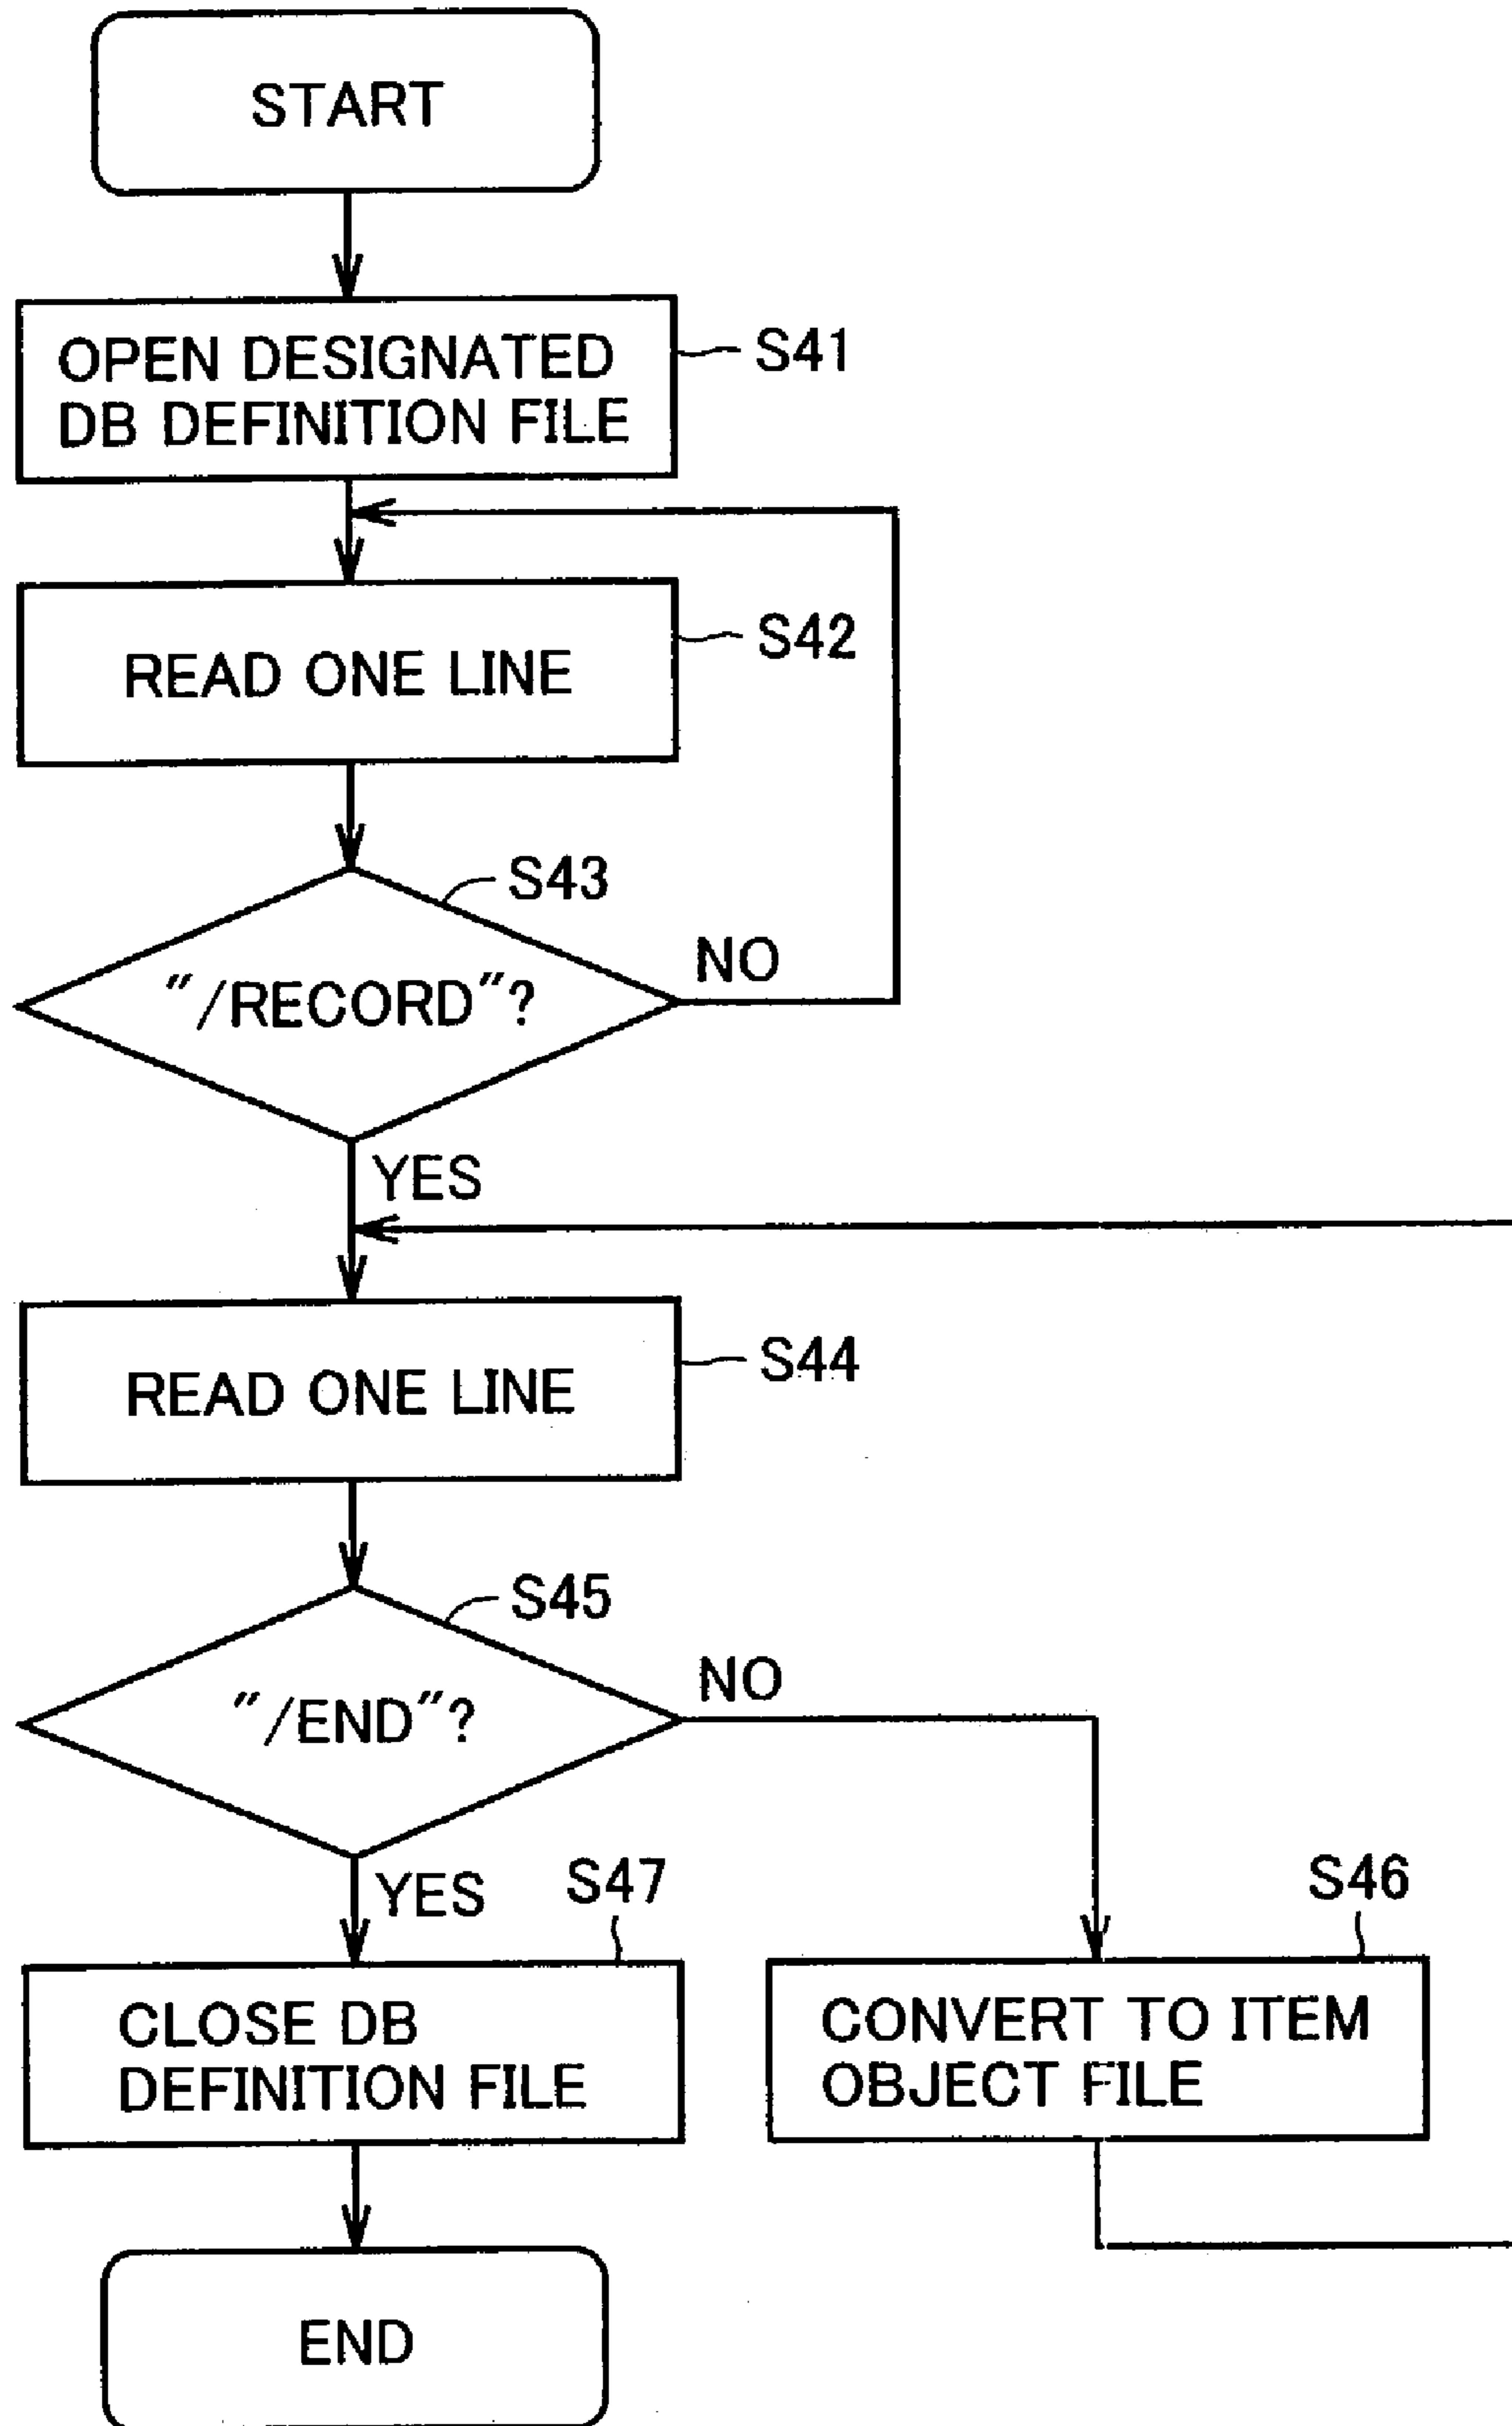 START
OPEN DESIGNATED
DB DEFINITION FILE
S41
READ ONE LINE
S42
S43
"/RECORD"?
NO
YES
READ ONE LINE
S44
S45
"/END"?
NO
YES
S47
S46
CLOSE DB
DEFINITION FILE
CONVERT TO ITEM
OBJECT FILE
END